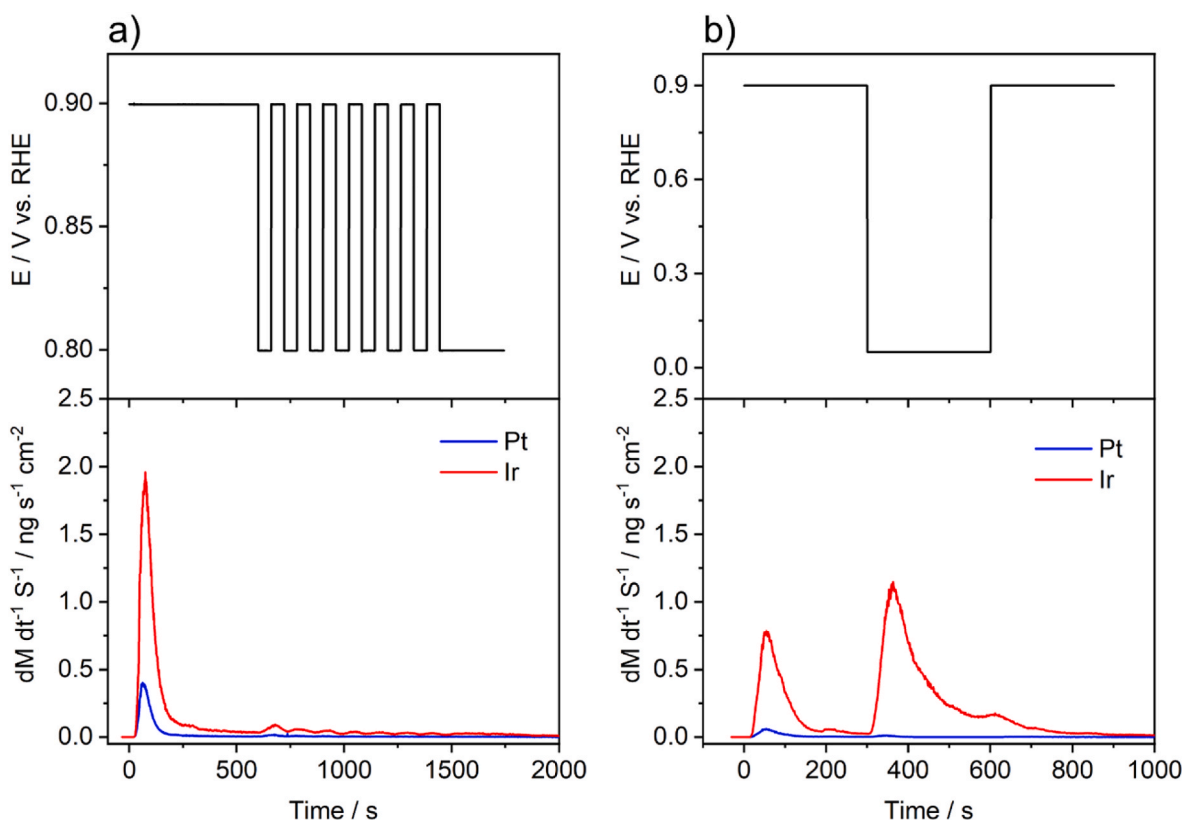 a)
E / V vs. RHE
0.90
0.85
0.80
2.5
2.0
1.5
1.0
0.5
0.0
dM dt⁻¹ S⁻¹ / ng s⁻¹ cm⁻²
Pt
Ir
0 500 1000 1500 2000
Time / s
b)
E / V vs. RHE
0.9
0.6
0.3
0.0
2.5
2.0
1.5
1.0
0.5
0.0
dM dt⁻¹ S⁻¹ / ng s⁻¹ cm⁻²
Pt
Ir
0 200 400 600 800 1000
Time / s